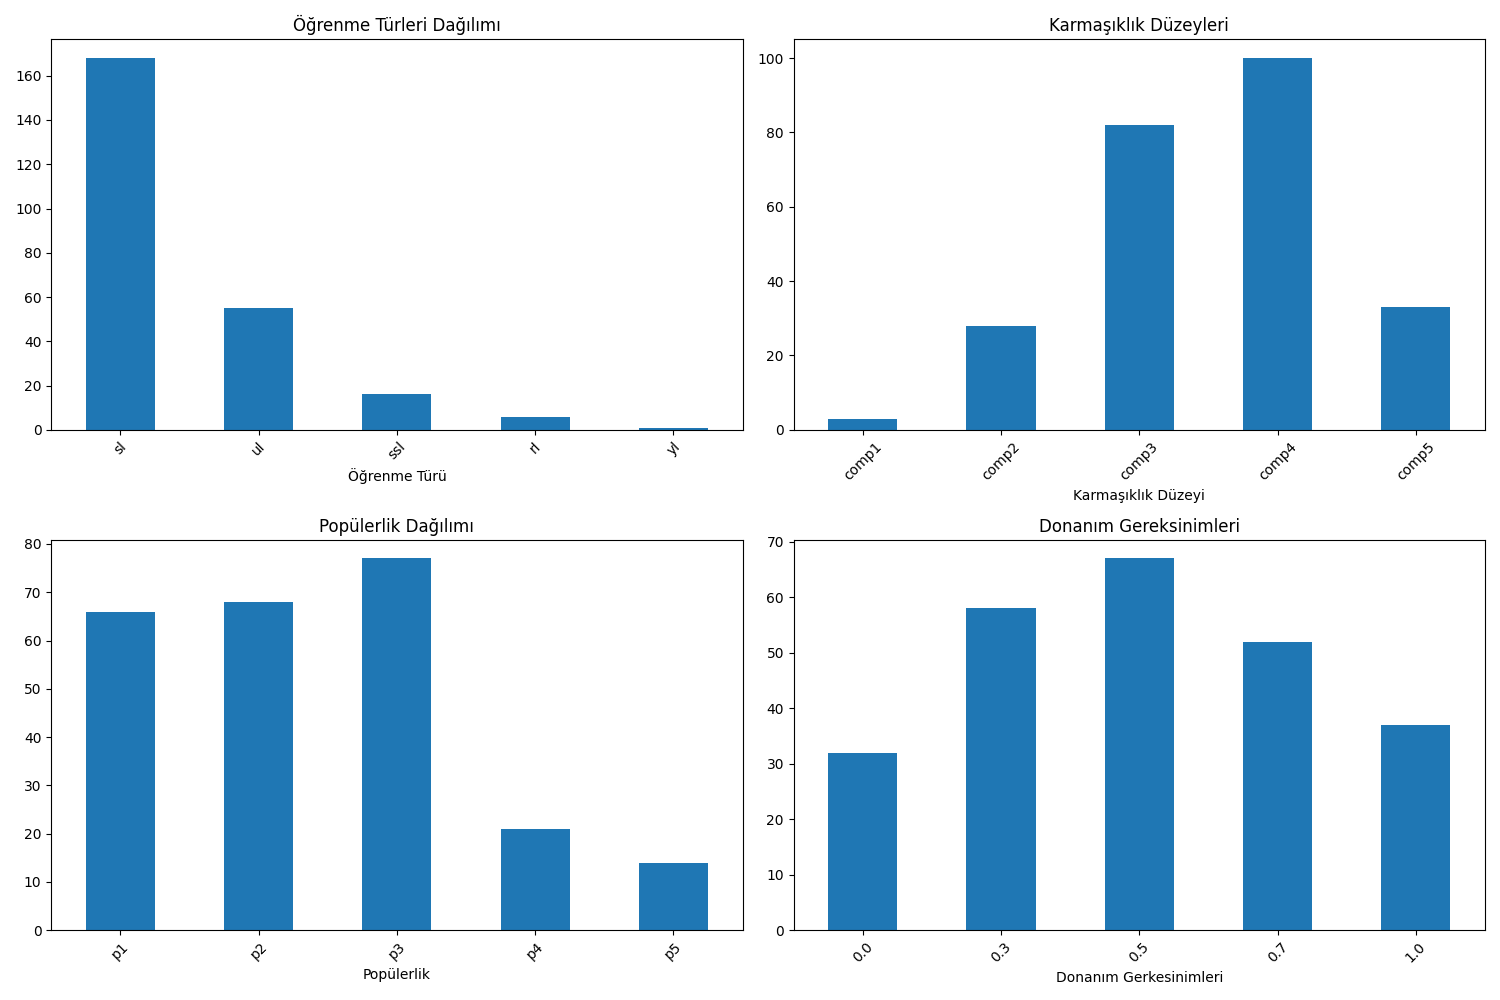 Öğrenme Türleri Dağılımı
160
140
120
100
80
60
40
20
0
sl
ul
ssl
rl
yl
Öğrenme Türü
Karmaşıklık Düzeyleri
100
80
60
40
20
0
comp1
comp2
comp3
comp4
comp5
Karmaşıklık Düzeyi
Popülerlik Dağılımı
80
70
60
50
40
30
20
10
0
p1
p2
p3
p4
p5
Popülerlik
Donanım Gereksinimleri
70
60
50
40
30
20
10
0
0.0
0.3
0.5
0.7
1.0
Donanım Gerkesinimleri